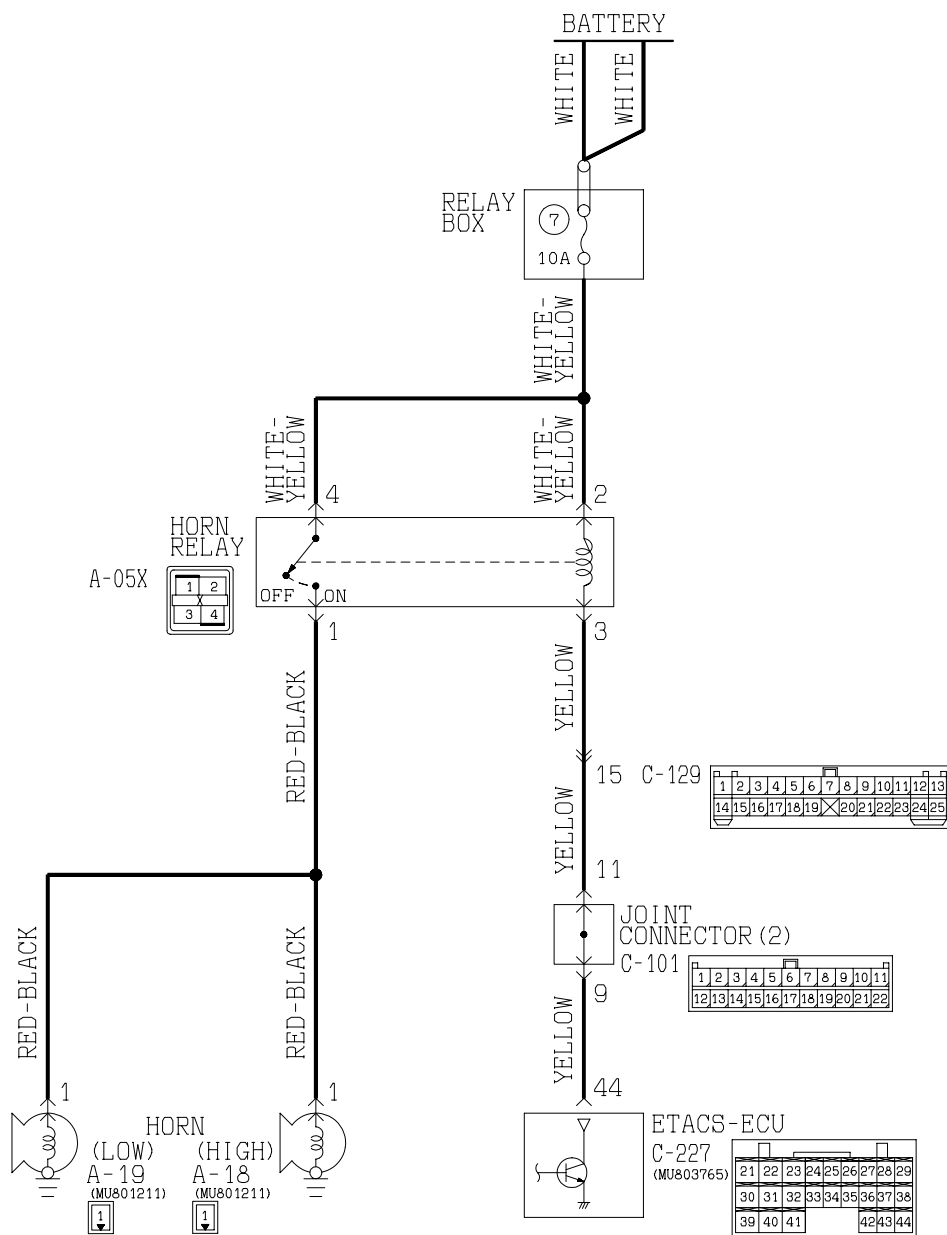 BATTERY
WHITE
WHITE
RELAY
BOX
7
10A
WHITE-
YELLOW
WHITE-
YELLOW
WHITE-
YELLOW
4
2
HORN
RELAY
A-05X
1 2
X
3 4
OFF
ON
1
3
RED-BLACK
YELLOW
15
C-129
1 2 3 4 5 6 7 8 9 10 11 12 13
14 15 16 17 18 19 20 21 22 23 24 25
YELLOW
11
JOINT
CONNECTOR (2)
C-101
1 2 3 4 5 6 7 8 9 10 11
12 13 14 15 16 17 18 19 20 21 22
9
RED-BLACK
RED-BLACK
YELLOW
44
1
1
HORN
(LOW)
A-19
(MU801211)
1
(HIGH)
A-18
(MU801211)
1
ETACS-ECU
C-227
(MU803765)
21 22 23 24 25 26 27 28 29
30 31 32 33 34 35 36 37 38
39 40 41 42 43 44